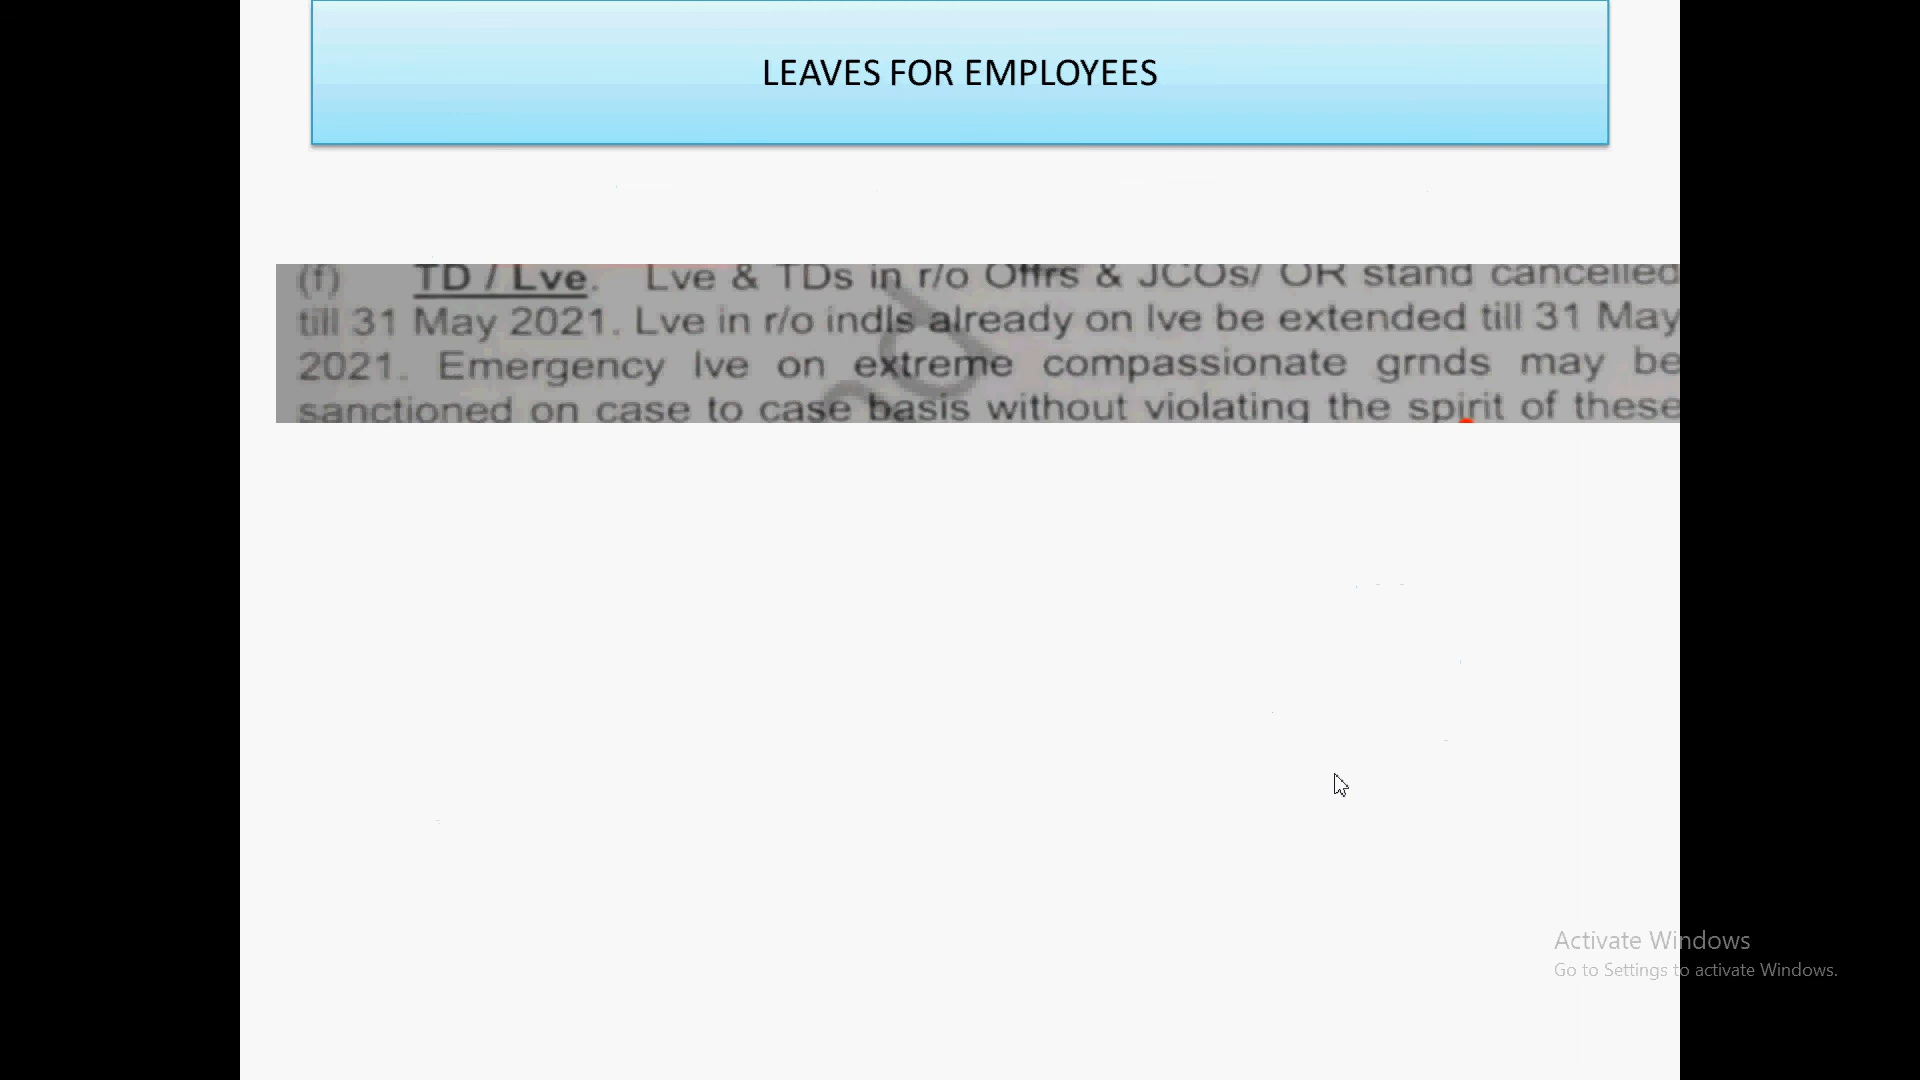 LEAVES FOR EMPLOYEES
(f) TD / Lve. Lve & TDs in r/o Offrs & JCOs/ OR stand cancelled
till 31 May 2021. Lve in r/o indls already on lve be extended till 31 May
2021. Emergency lve on extreme compassionate grnds may be
sanctioned on case to case basis without violating the spirit of these
Activate Windows
Go to Settings to activate Windows.